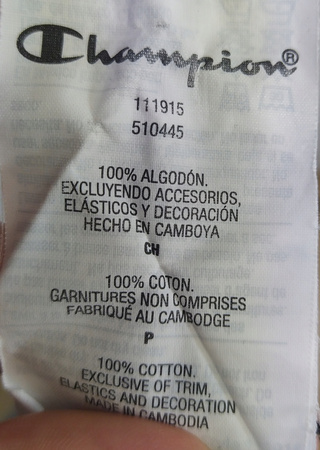 Champion®
111915
510445
100% ALGODÓN.
EXCLUYENDO ACCESORIOS,
ELÁSTICOS Y DECORACIÓN
HECHO EN CAMBOYA
CH
100% COTON.
GARNITURES NON COMPRISES
FABRIQUÉ AU CAMBODGE
P
100% COTTON.
EXCLUSIVE OF TRIM,
ELASTICS AND DECORATION
MADE IN CAMBODIA